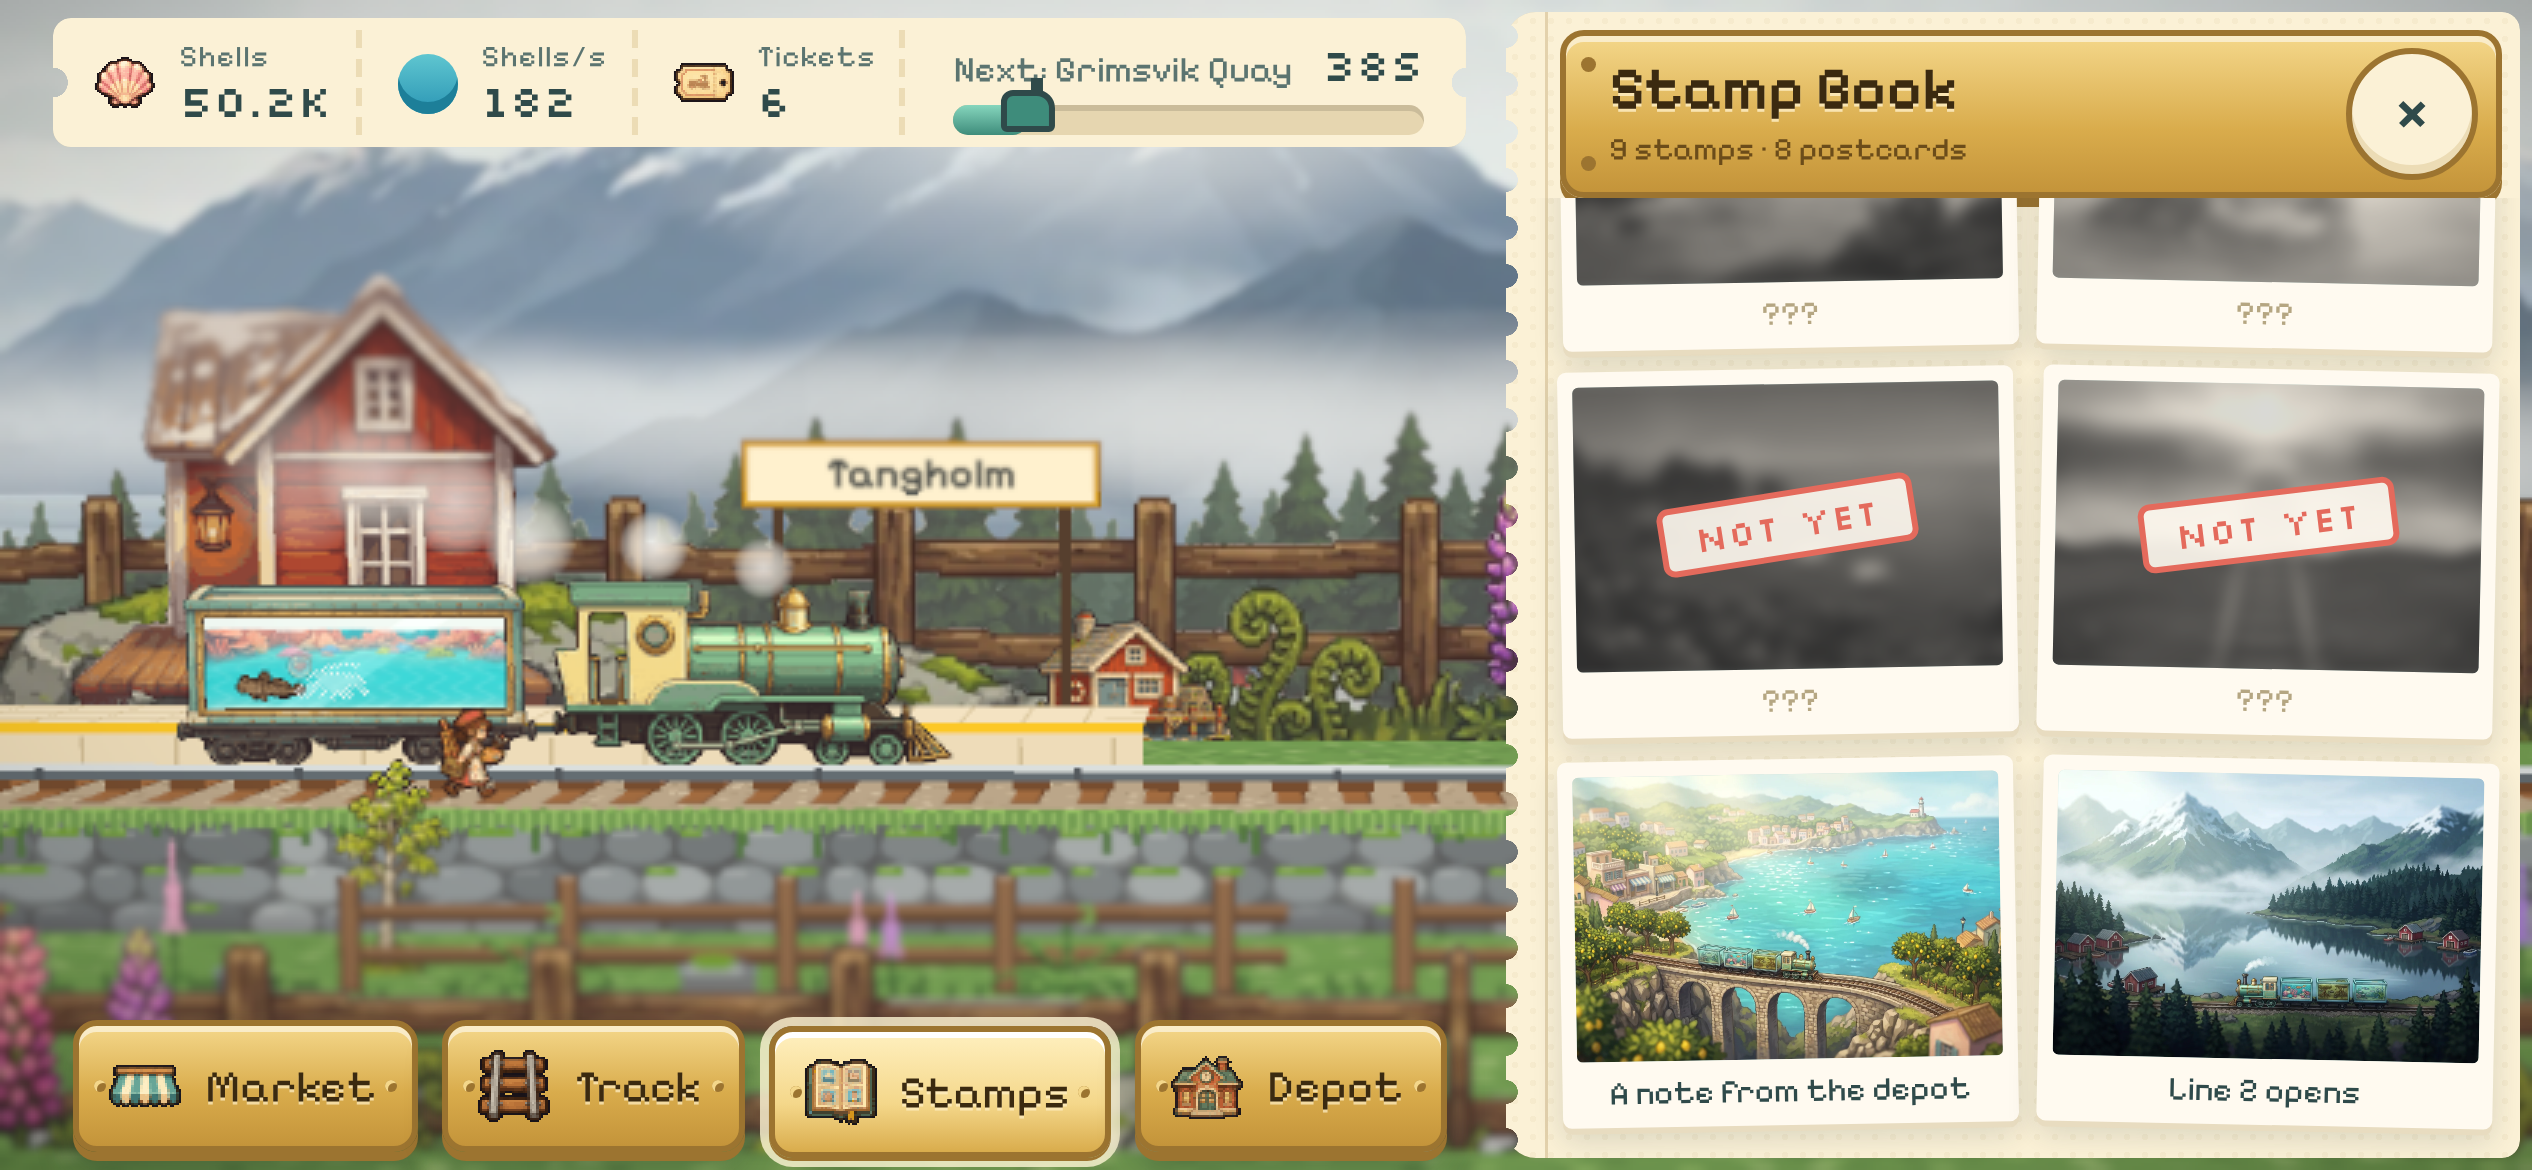 Shells
50.2K
Shells/s
182
Tickets
6
Next: Grimsvik Quay 385
Tangholm
Market
Track
Stamps
Depot
Stamp Book
×
9 stamps · 8 postcards
???
???
NOT YET
NOT YET
???
???
A note from the depot
Line 2 opens